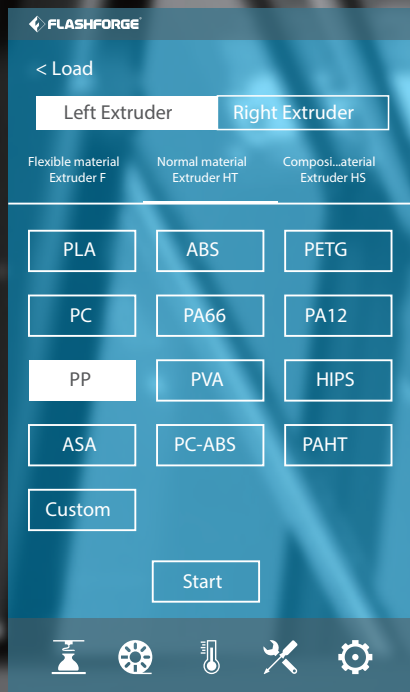 FLASHFORGE
< Load
Left Extruder Right Extruder
Flexible material Normal material Composi...aterial
Extruder F Extruder HT Extruder HS
PLA ABS PETG
PC PA66 PA12
PP PVA HIPS
ASA PC-ABS PAHT
Custom
Start